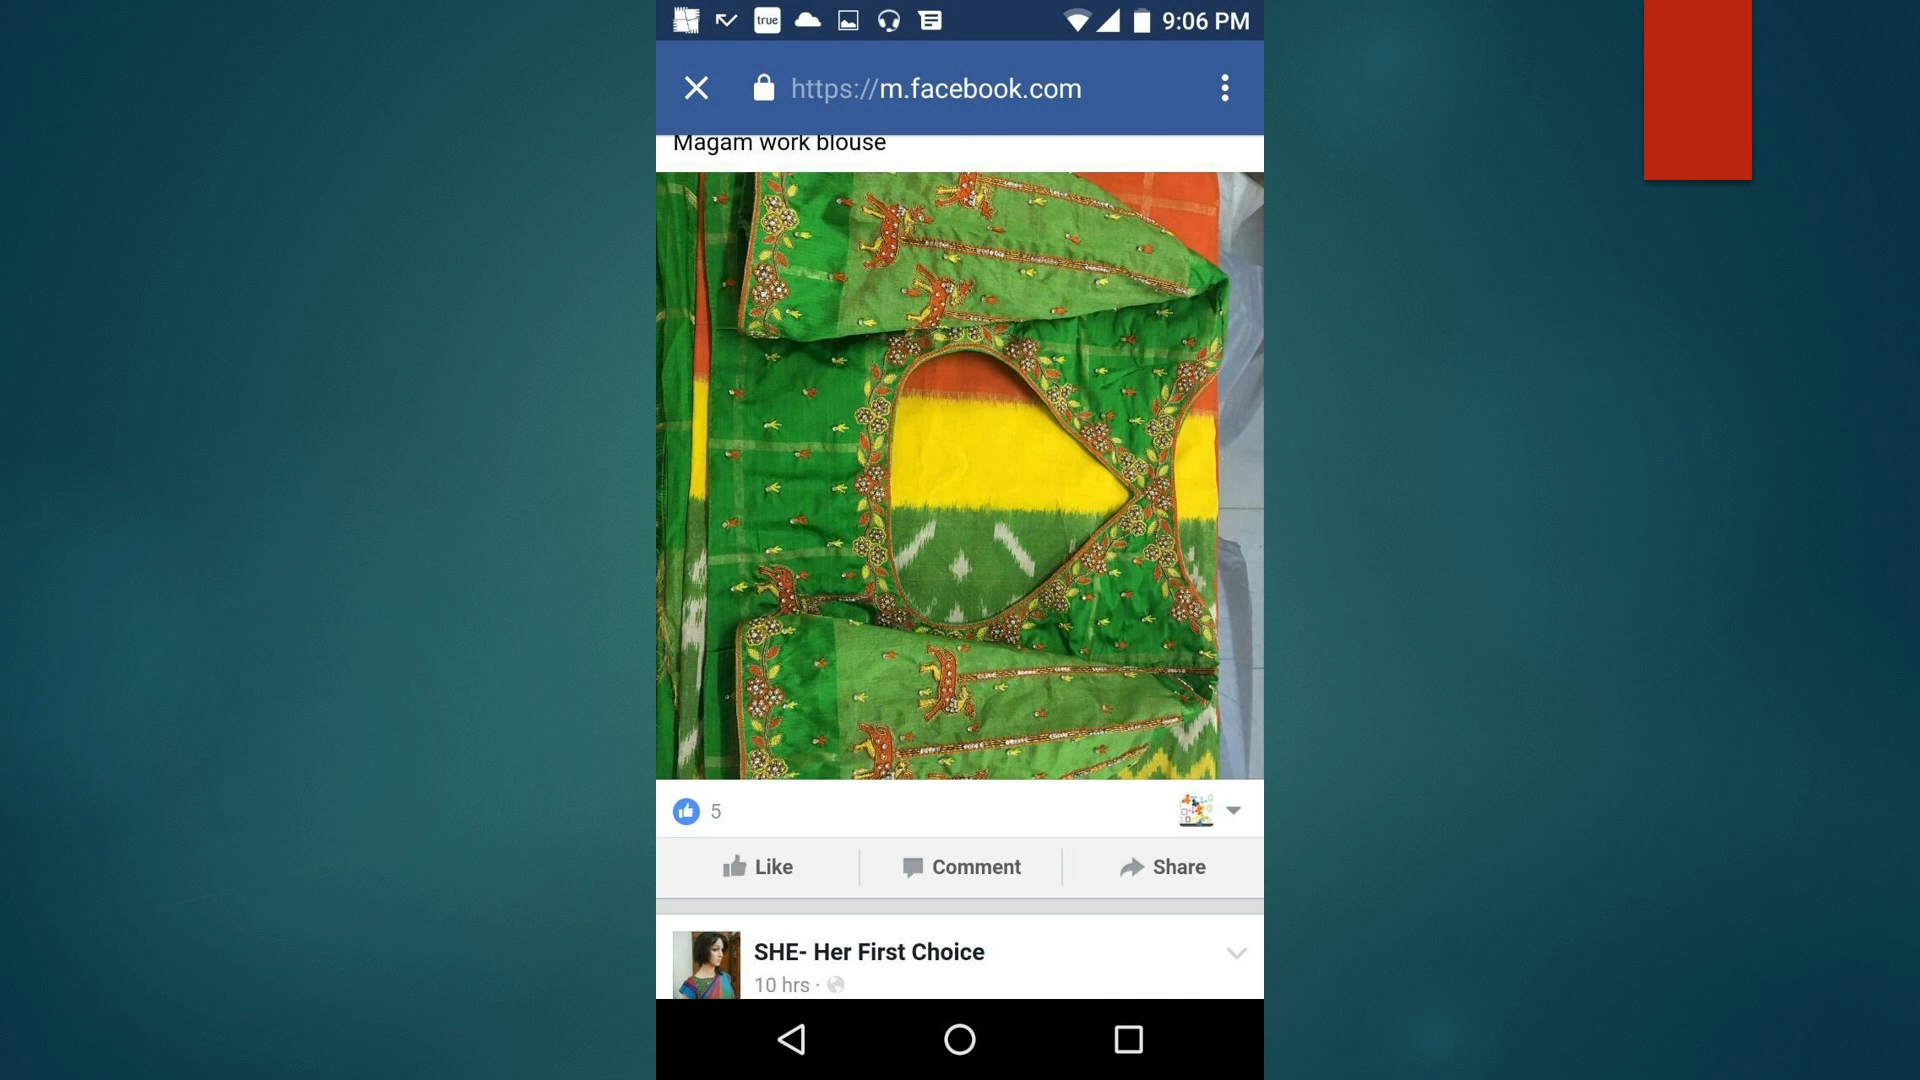 true
9:06 PM
https://m.facebook.com
Magam work blouse
5
Like
Comment
Share
SHE- Her First Choice
10 hrs ·